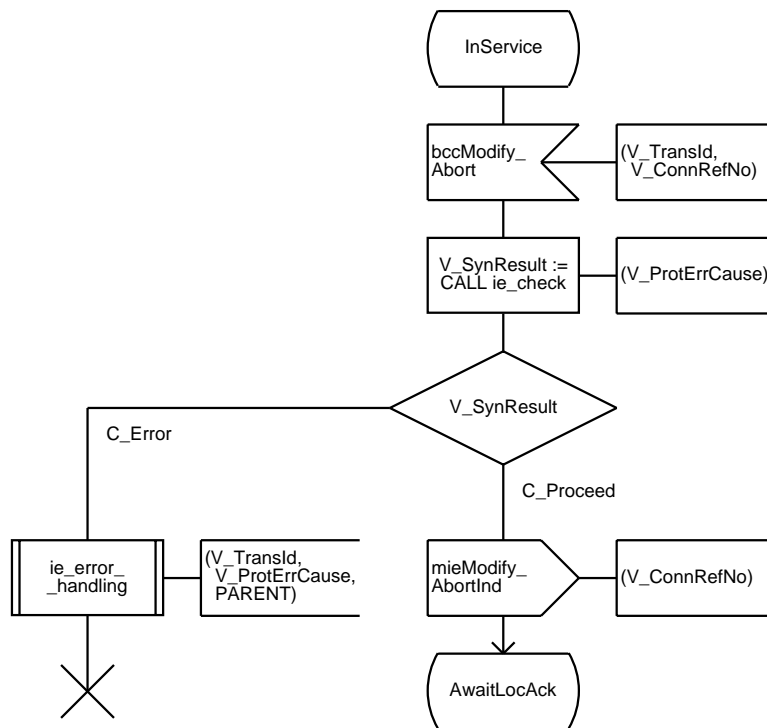 InService
bccModify_
Abort
(V_TransId,
V_ConnRefNo)
V_SynResult :=
CALL ie_check
(V_ProtErrCause)
V_SynResult
C_Error
C_Proceed
ie_error_
_handling
(V_TransId,
V_ProtErrCause,
PARENT)
mieModify_
AbortInd
(V_ConnRefNo)
AwaitLocAck